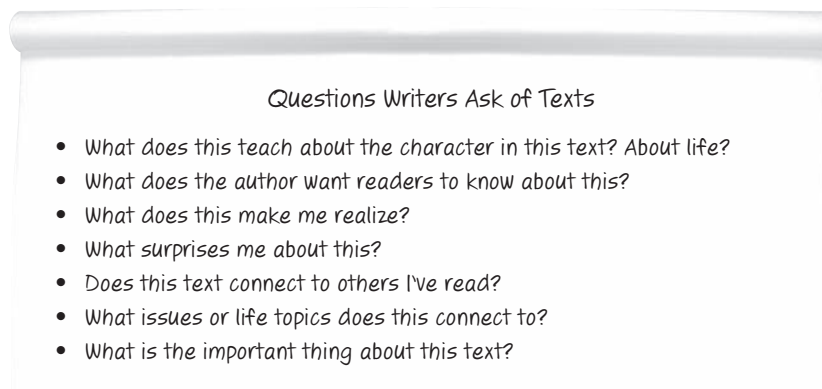 Questions Writers Ask of Texts
• What does this teach about the character in this text? About life?
• What does the author want readers to know about this?
• What does this make me realize?
• What surprises me about this?
• Does this text connect to others I've read?
• What issues or life topics does this connect to?
• What is the important thing about this text?